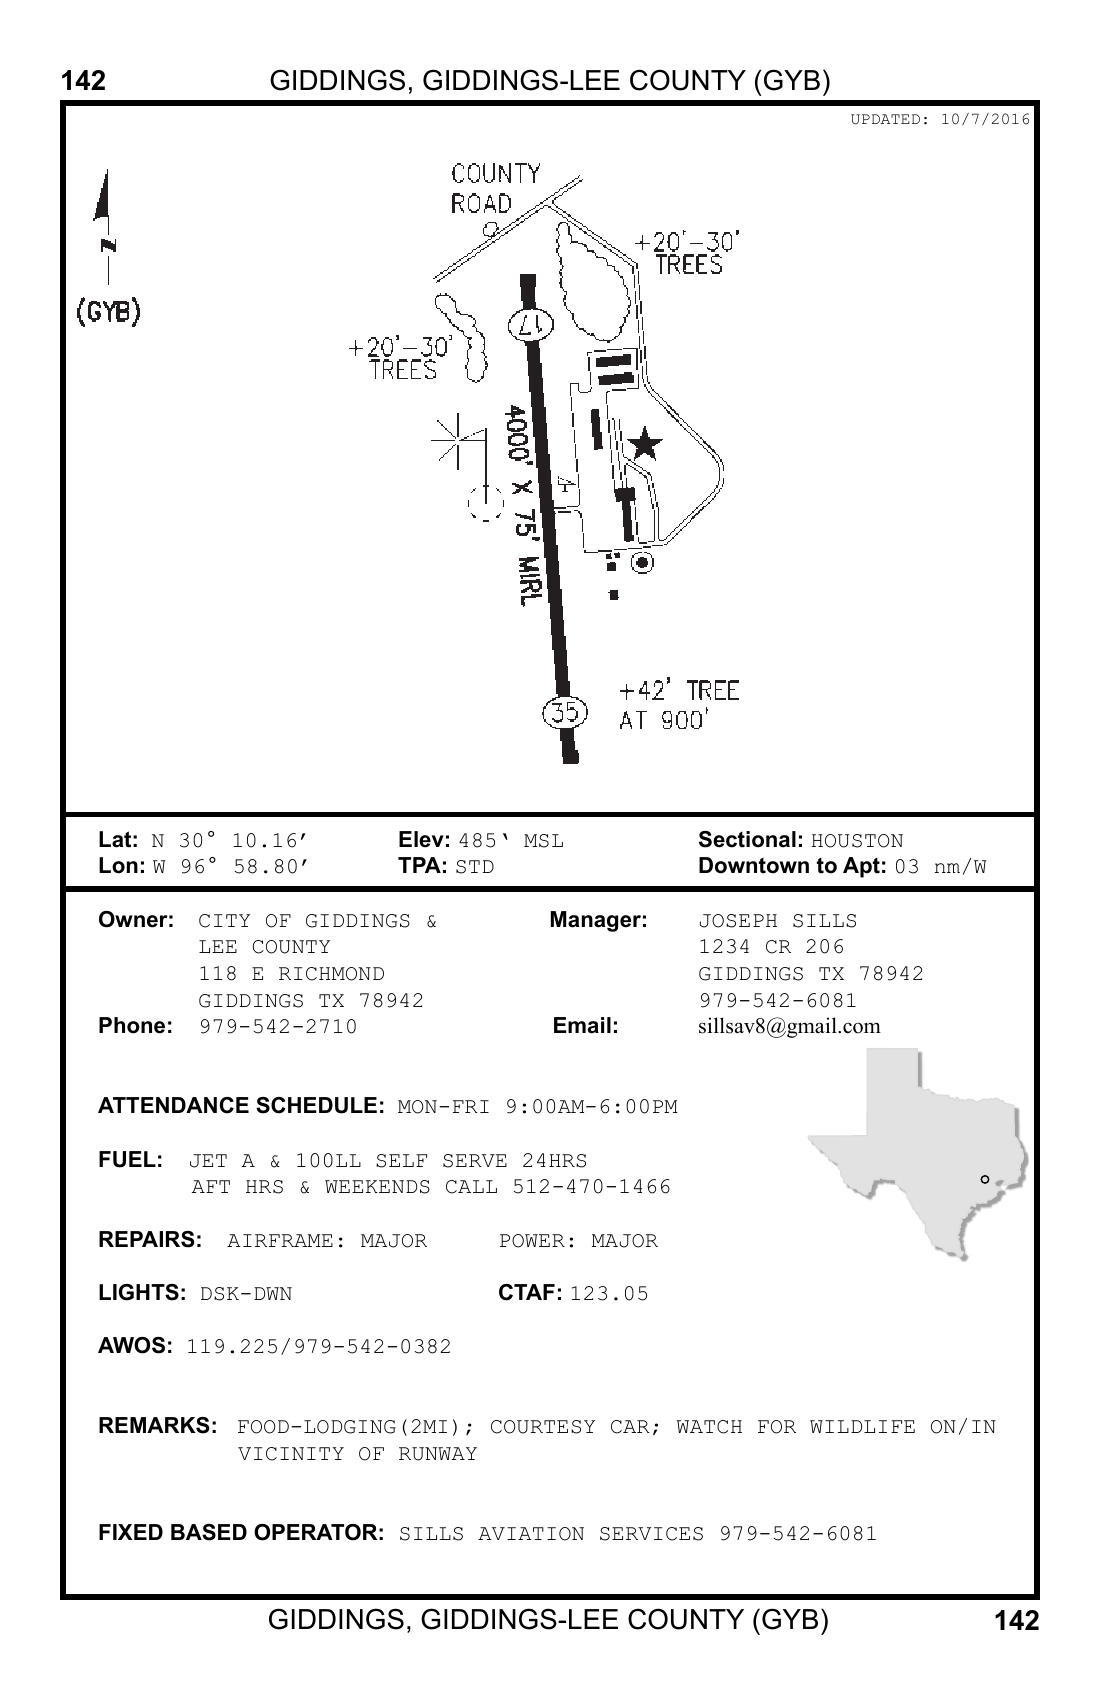 142 GIDDINGS, GIDDINGS-LEE COUNTY (GYB)
UPDATED: 10/7/2016
COUNTY
ROAD
N
(GYB)
+20'-30'
TREES
17
+20'-30'
TREES
4000' X 75' MIRL
35
+42' TREE
AT 900'
Lat: N 30° 10.16′ Elev: 485‘ MSL Sectional: HOUSTON
Lon: W 96° 58.80′ TPA: STD Downtown to Apt: 03 nm/W
Owner: CITY OF GIDDINGS & Manager: JOSEPH SILLS
LEE COUNTY 1234 CR 206
118 E RICHMOND GIDDINGS TX 78942
GIDDINGS TX 78942 979-542-6081
Phone: 979-542-2710 Email: sillsav8@gmail.com
ATTENDANCE SCHEDULE: MON-FRI 9:00AM-6:00PM
FUEL: JET A & 100LL SELF SERVE 24HRS
AFT HRS & WEEKENDS CALL 512-470-1466
REPAIRS: AIRFRAME: MAJOR POWER: MAJOR
LIGHTS: DSK-DWN CTAF: 123.05
AWOS: 119.225/979-542-0382
REMARKS: FOOD-LODGING(2MI); COURTESY CAR; WATCH FOR WILDLIFE ON/IN
VICINITY OF RUNWAY
FIXED BASED OPERATOR: SILLS AVIATION SERVICES 979-542-6081
GIDDINGS, GIDDINGS-LEE COUNTY (GYB) 142